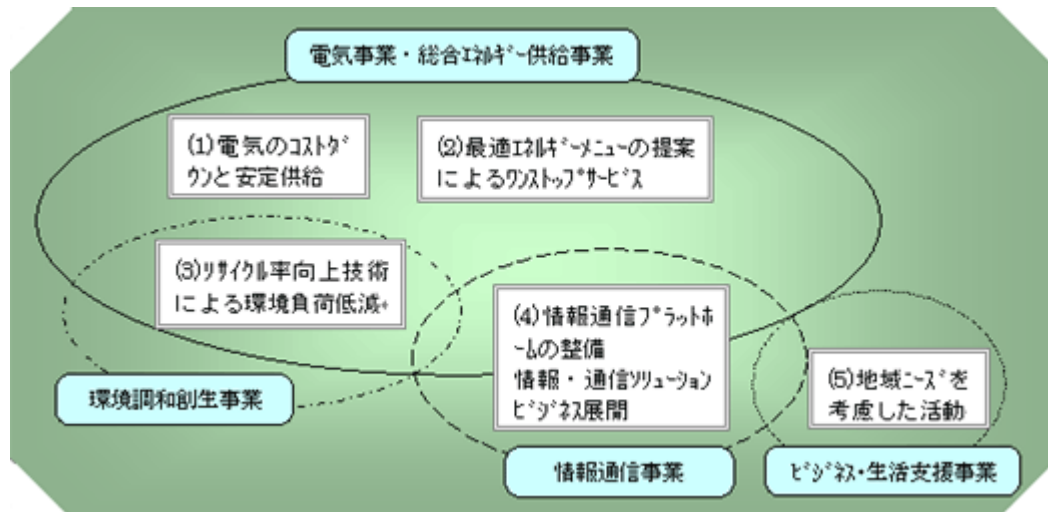 電気事業・総合ｴﾈﾙｷﾞｰ供給事業
(1)電気のｺｽﾄﾀﾞ
ｳﾝと安定供給
(2)最適ｴﾈﾙｷﾞｰﾒﾆｭｰの提案
によるﾜﾝｽﾄｯﾌﾟｻｰﾋﾞｽ
(3)ﾘｻｲｸﾙ率向上技術
による環境負荷低減+
(4)情報通信ﾌﾟﾗｯﾄﾎ
ｰﾑの整備
情報・通信ｿﾘｭｰｼｮﾝ
ﾋﾞｼﾞﾈｽ展開
(5)地域ﾆｰｽﾞを
考慮した活動
環境調和創生事業
情報通信事業
ﾋﾞｼﾞﾈｽ・生活支援事業